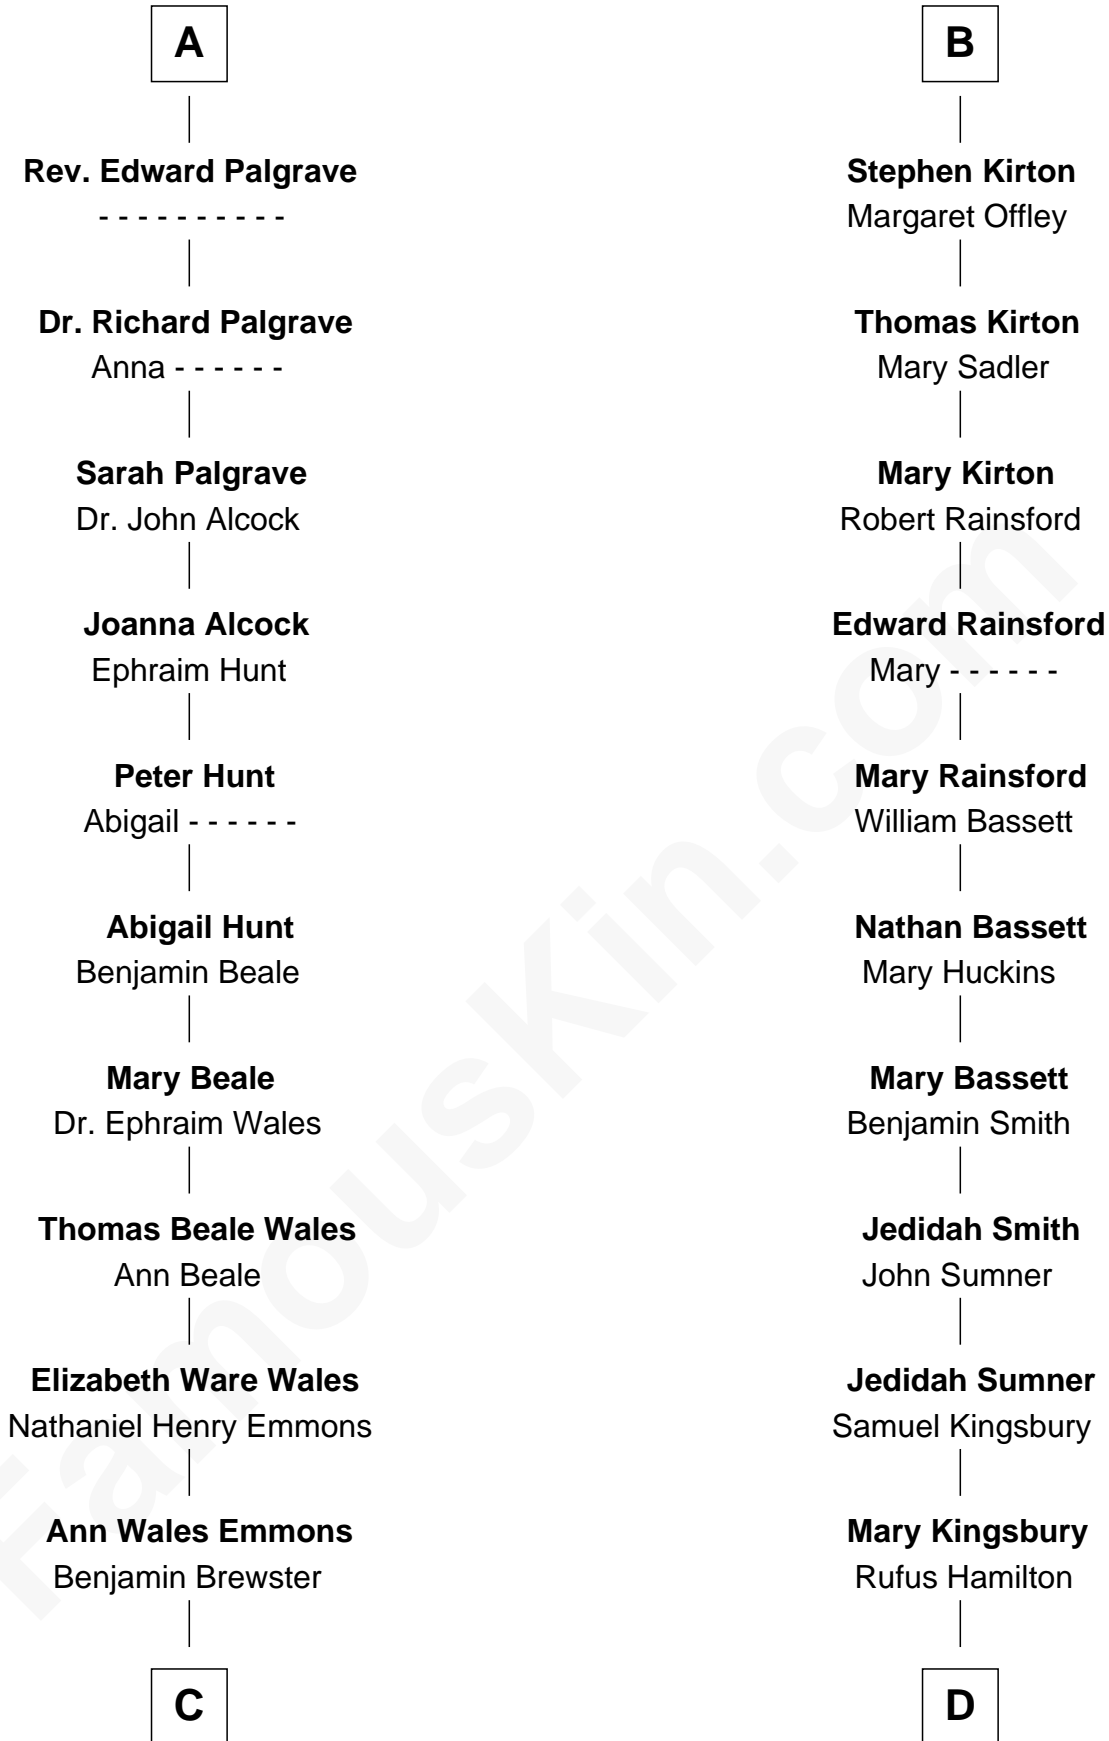 A
Rev. Edward Palgrave
- - - - - - - - - -
Dr. Richard Palgrave
Anna - - - - - -
Sarah Palgrave
Dr. John Alcock
Joanna Alcock
Ephraim Hunt
Peter Hunt
Abigail - - - - - -
Abigail Hunt
Benjamin Beale
Mary Beale
Dr. Ephraim Wales
Thomas Beale Wales
Ann Beale
Elizabeth Ware Wales
Nathaniel Henry Emmons
Ann Wales Emmons
Benjamin Brewster
C
B
Stephen Kirton
Margaret Offley
Thomas Kirton
Mary Sadler
Mary Kirton
Robert Rainsford
Edward Rainsford
Mary - - - - - -
Mary Rainsford
William Bassett
Nathan Bassett
Mary Huckins
Mary Bassett
Benjamin Smith
Jedidah Smith
John Sumner
Jedidah Sumner
Samuel Kingsbury
Mary Kingsbury
Rufus Hamilton
D
FamousKin.com